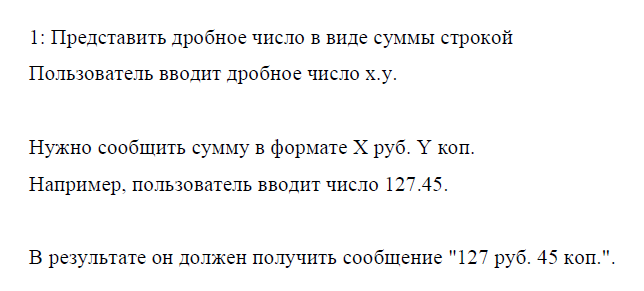 1: Представить дробное число в виде суммы строкой
Пользователь вводит дробное число x.y.
Нужно сообщить сумму в формате X руб. Y коп.
Например, пользователь вводит число 127.45.
В результате он должен получить сообщение "127 руб. 45 коп.".